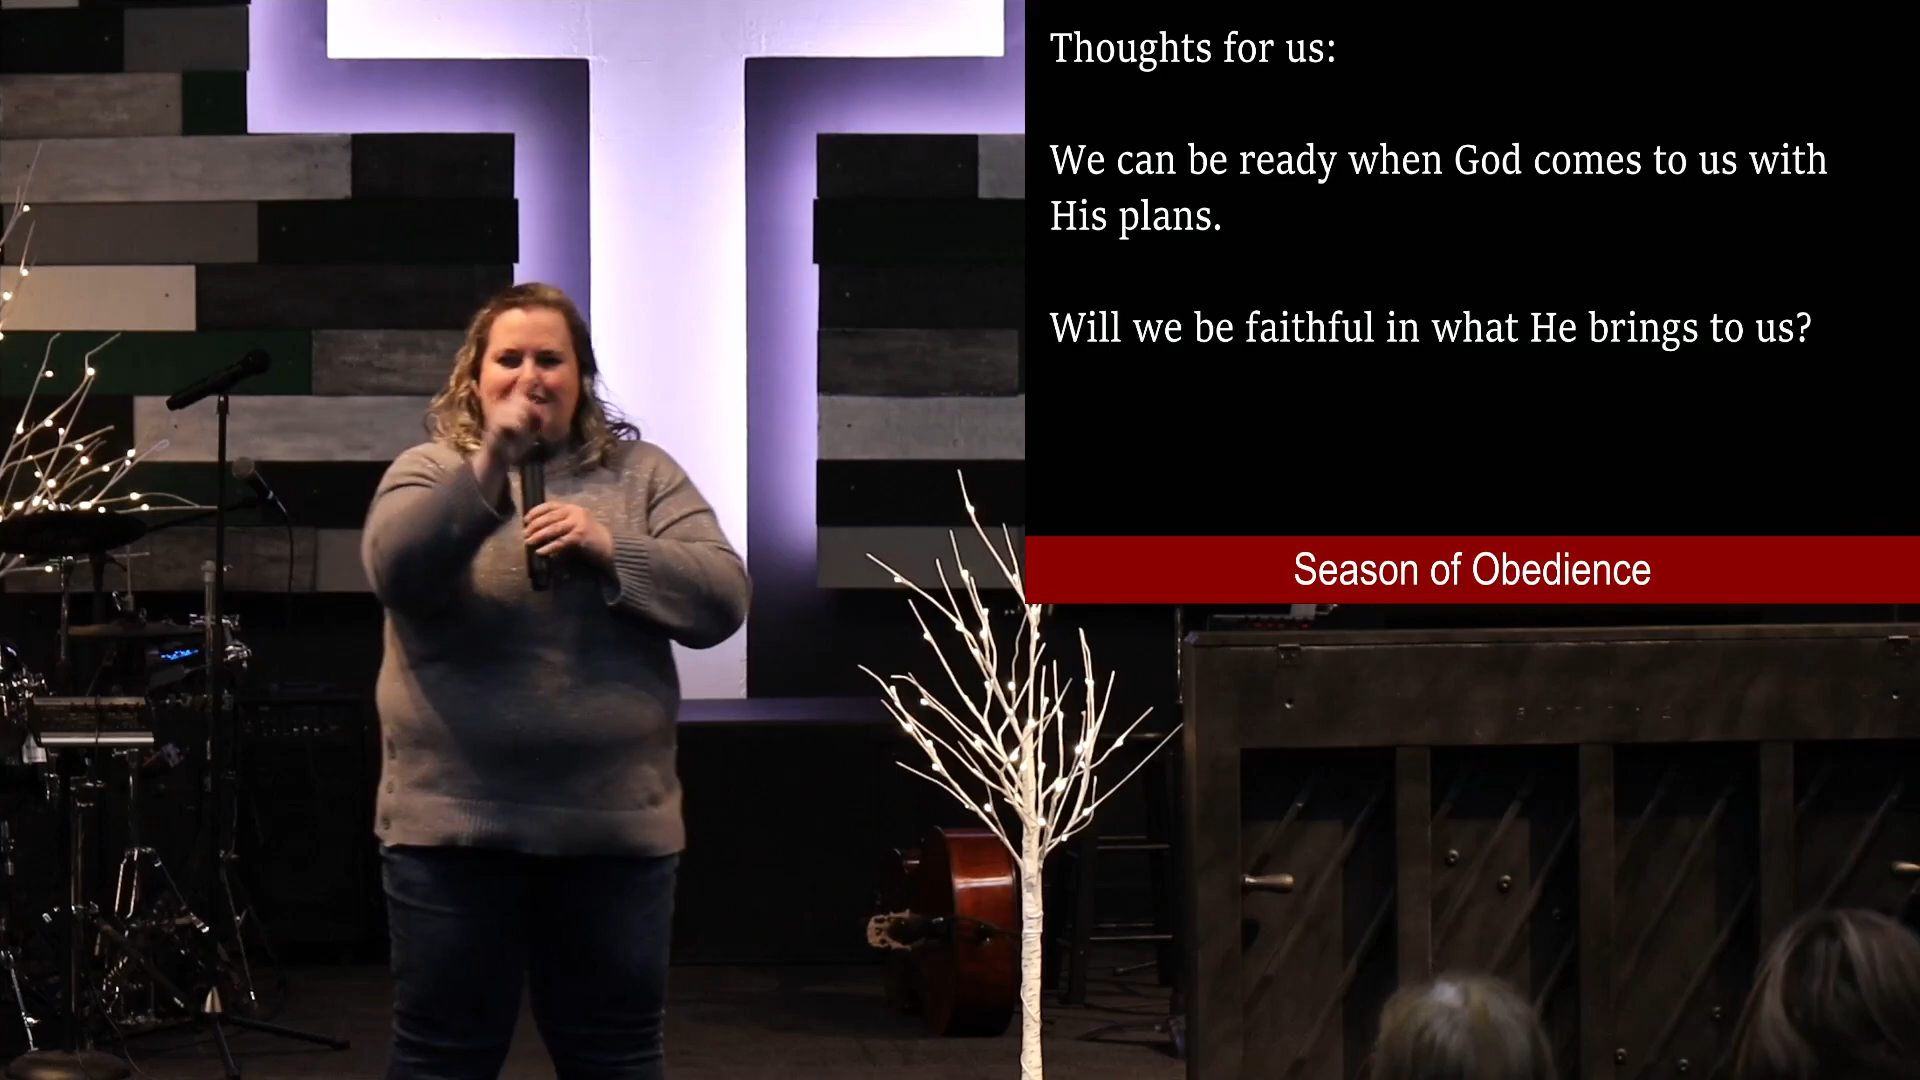 Thoughts for us:
We can be ready when God comes to us with
His plans.
Will we be faithful in what He brings to us?
Season of Obedience